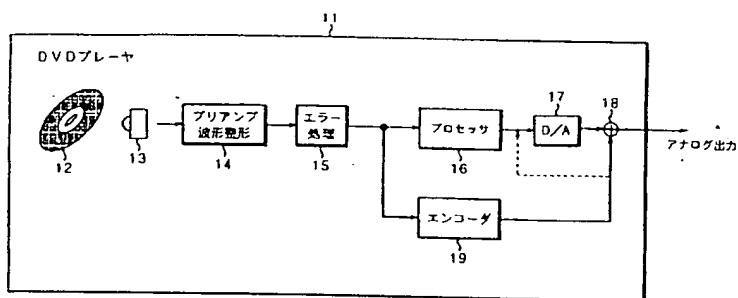 11
DVDプレーヤ
12
13
プリアンプ
波形整形
14
エラー
処理
15
プロセッサ
16
17
D/A
18
アナログ出力
エンコーダ
19